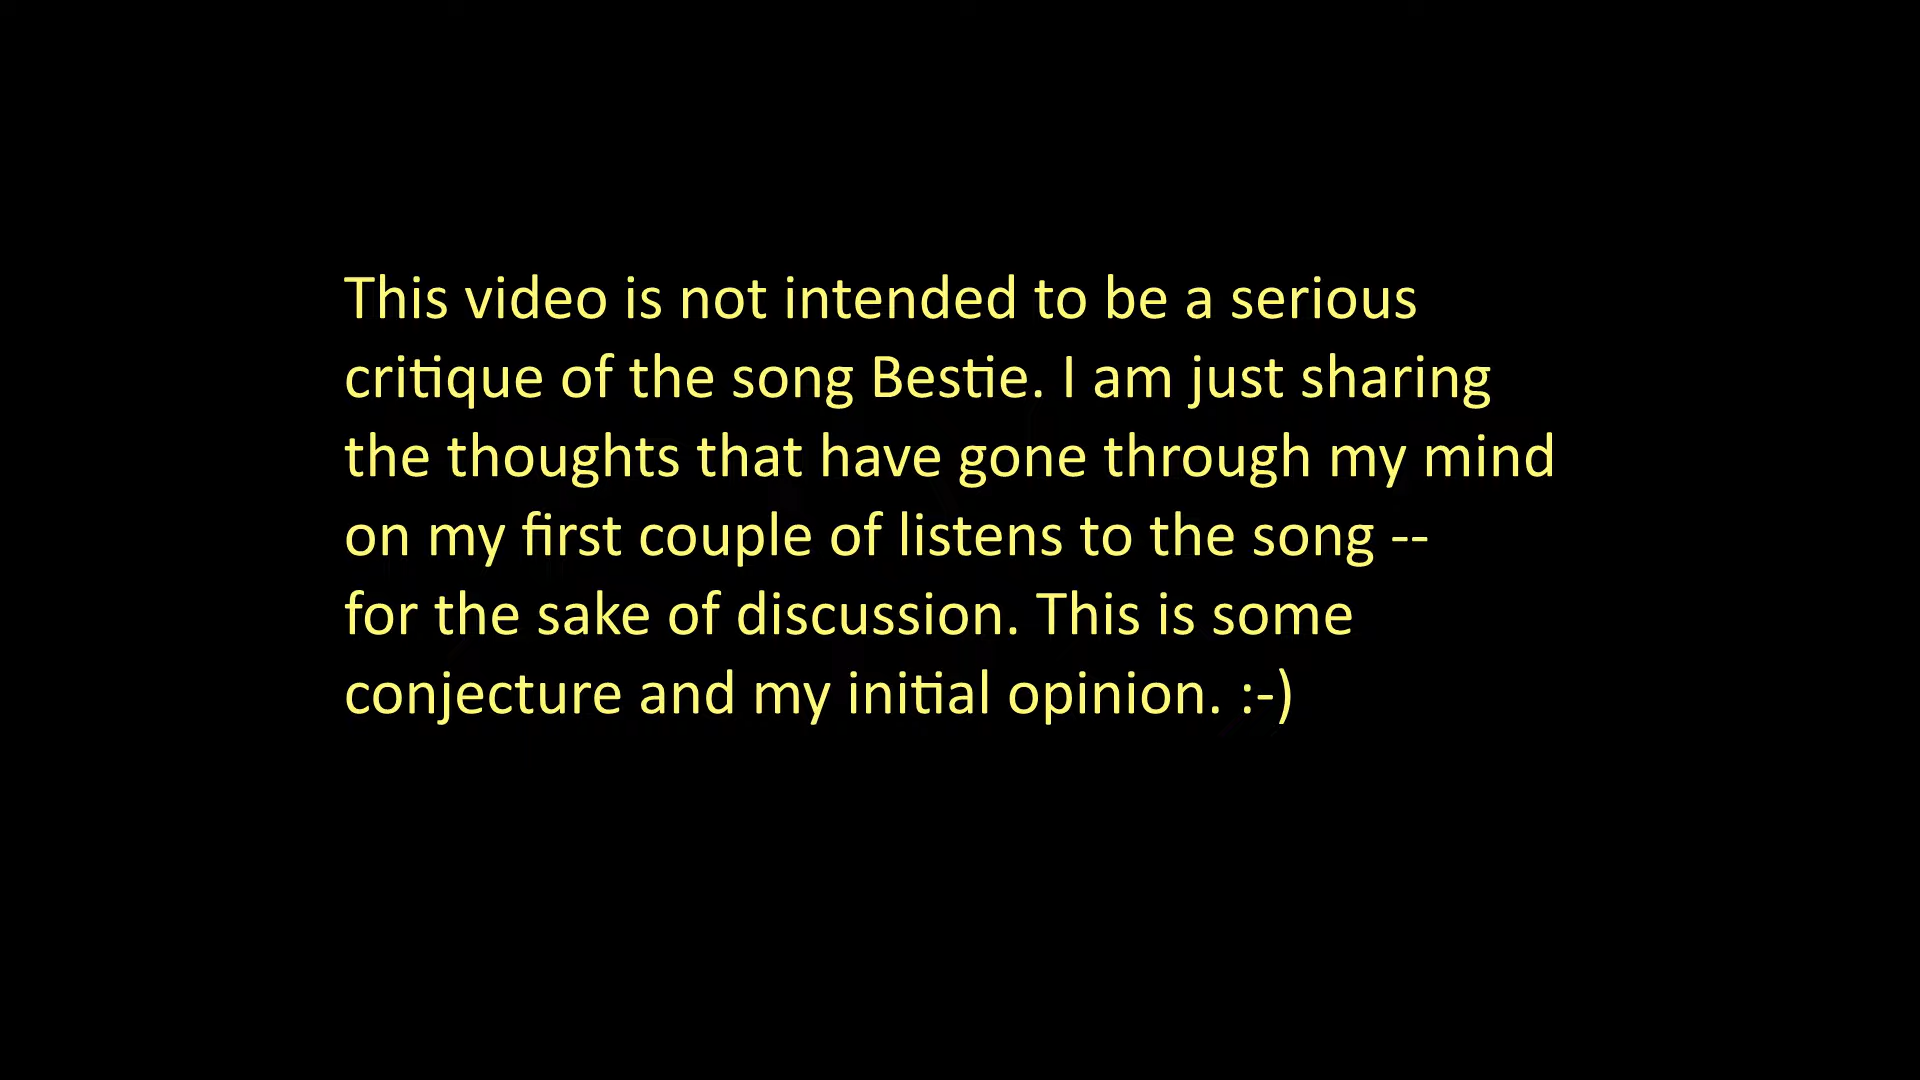 This video is not intended to be a serious
critique of the song Bestie. I am just sharing
the thoughts that have gone through my mind
on my first couple of listens to the song --
for the sake of discussion. This is some
conjecture and my initial opinion. :-)